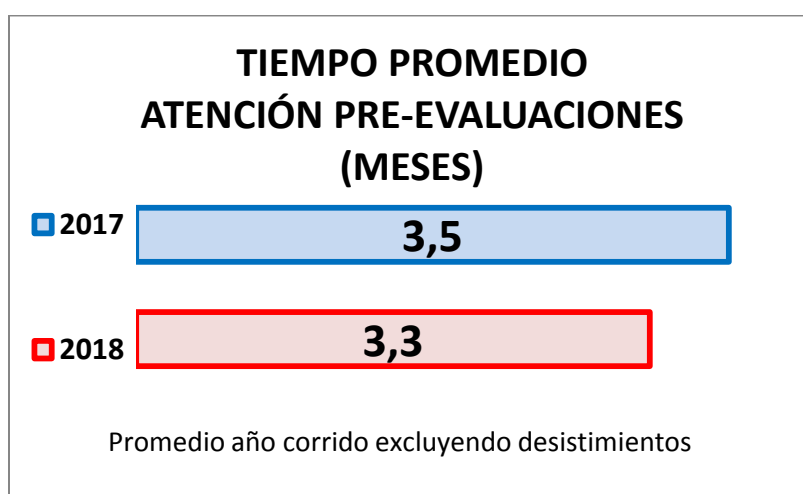 TIEMPO PROMEDIO
ATENCIÓN PRE-EVALUACIONES
(MESES)
2017
3,5
2018
3,3
Promedio año corrido excluyendo desistimientos